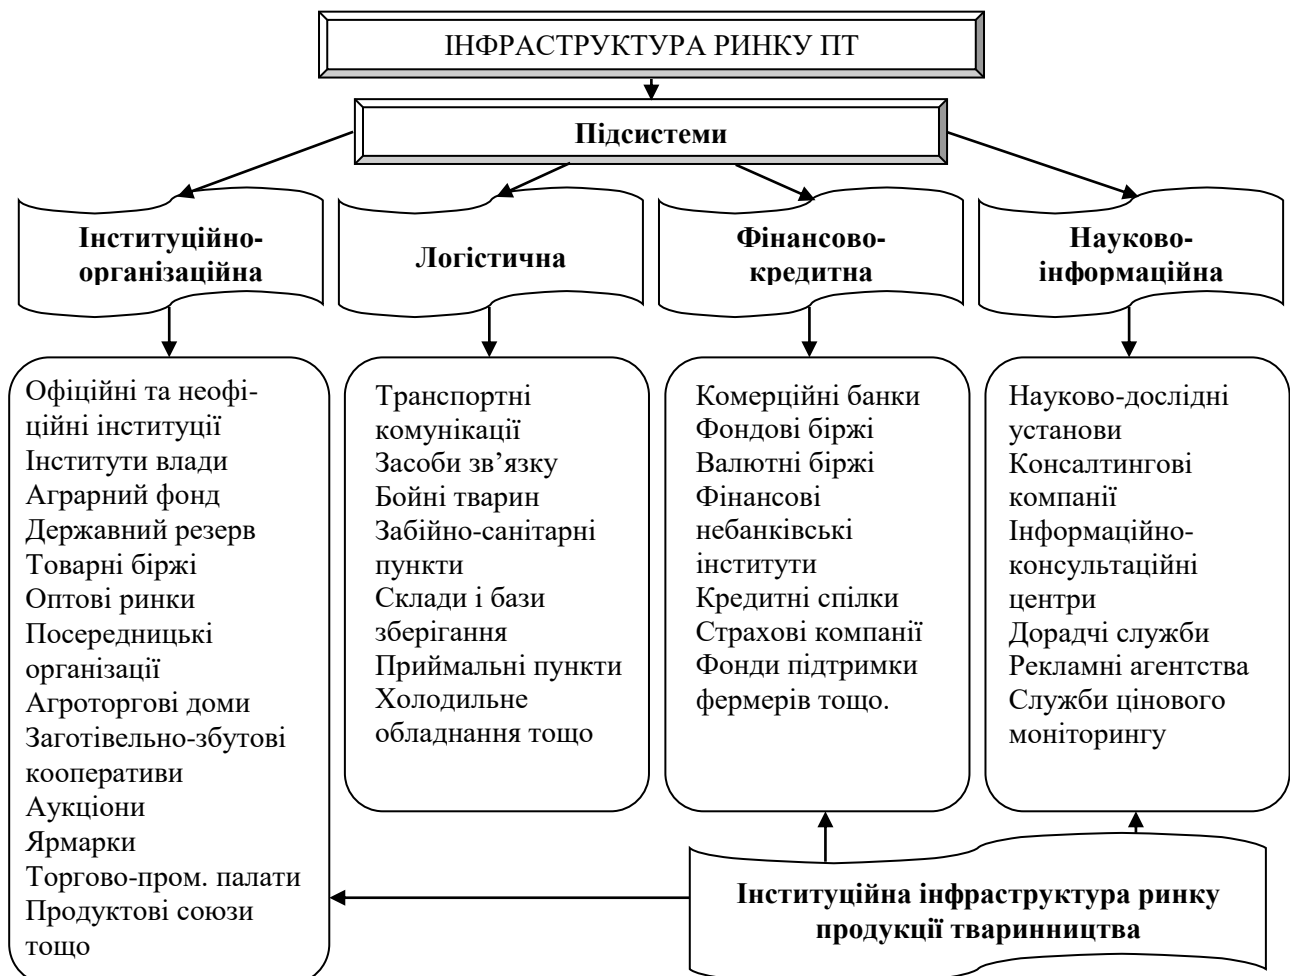 ІНФРАСТРУКТУРА РИНКУ ПТ
Підсистеми
Інституційно-
організаційна
Логістична
Фінансово-
кредитна
Науково-
інформаційна
Офіційні та неофі-
ційні інституції
Інститути влади
Аграрний фонд
Державний резерв
Товарні біржі
Оптові ринки
Посередницькі
організації
Агроторгові доми
Заготівельно-збутові
кооперативи
Аукціони
Ярмарки
Торгово-пром. палати
Продуктові союзи
тощо
Транспортні
комунікації
Засоби зв’язку
Бойні тварин
Забійно-санітарні
пункти
Склади і бази
зберігання
Приймальні пункти
Холодильне
обладнання тощо
Комерційні банки
Фондові біржі
Валютні біржі
Фінансові
небанківські
інститути
Кредитні спілки
Страхові компанії
Фонди підтримки
фермерів тощо.
Науково-дослідні
установи
Консалтингові
компанії
Інформаційно-
консультаційні
центри
Дорадчі служби
Рекламні агентства
Служби цінового
моніторингу
Інституційна інфраструктура ринку
продукції тваринництва